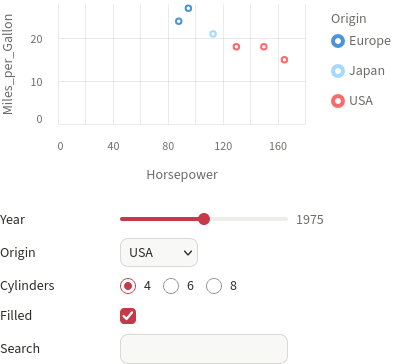 Miles_per_Gallon
20
10
0
0 40 80 120 160
Horsepower
Origin
Europe
Japan
USA
Year 1975
Origin USA
Cylinders 4 6 8
Filled
Search